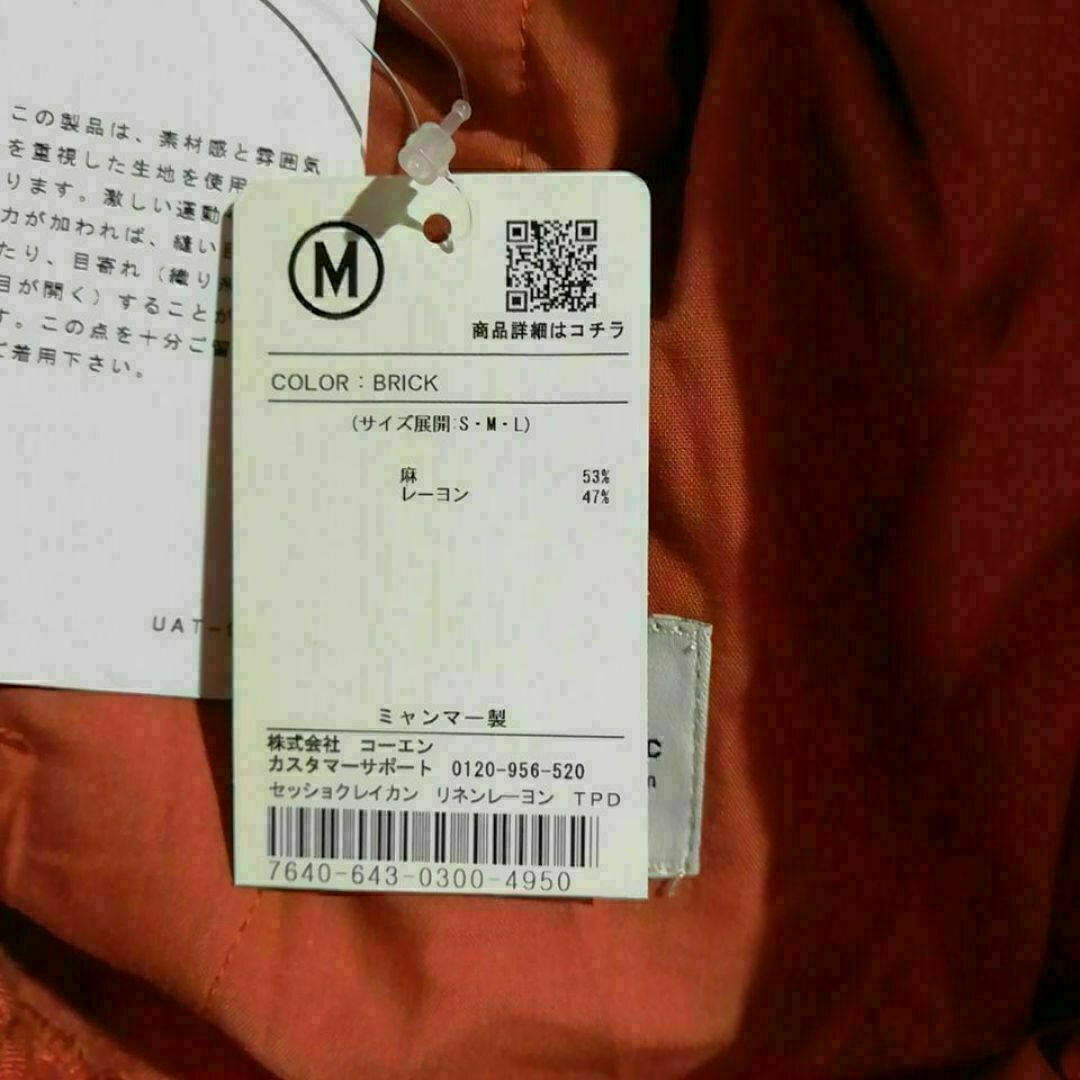 この製品は、素材感と雰囲気
を重視した生地を使用
ります。激しい運動
力が加われば、縫い
たり、目寄れ（織り
目が開く）すること
す。この点を十分ご
ご着用下さい。
UAT-
M
商品詳細はコチラ
COLOR：BRICK
(サイズ展開:S・M・L)
麻 53%
レーヨン 47%
ミャンマー製
株式会社 コーエン
カスタマーサポート 0120-956-520
セッショクレイカン リネンレーヨン TPD
7640-643-0300-4950
C
n